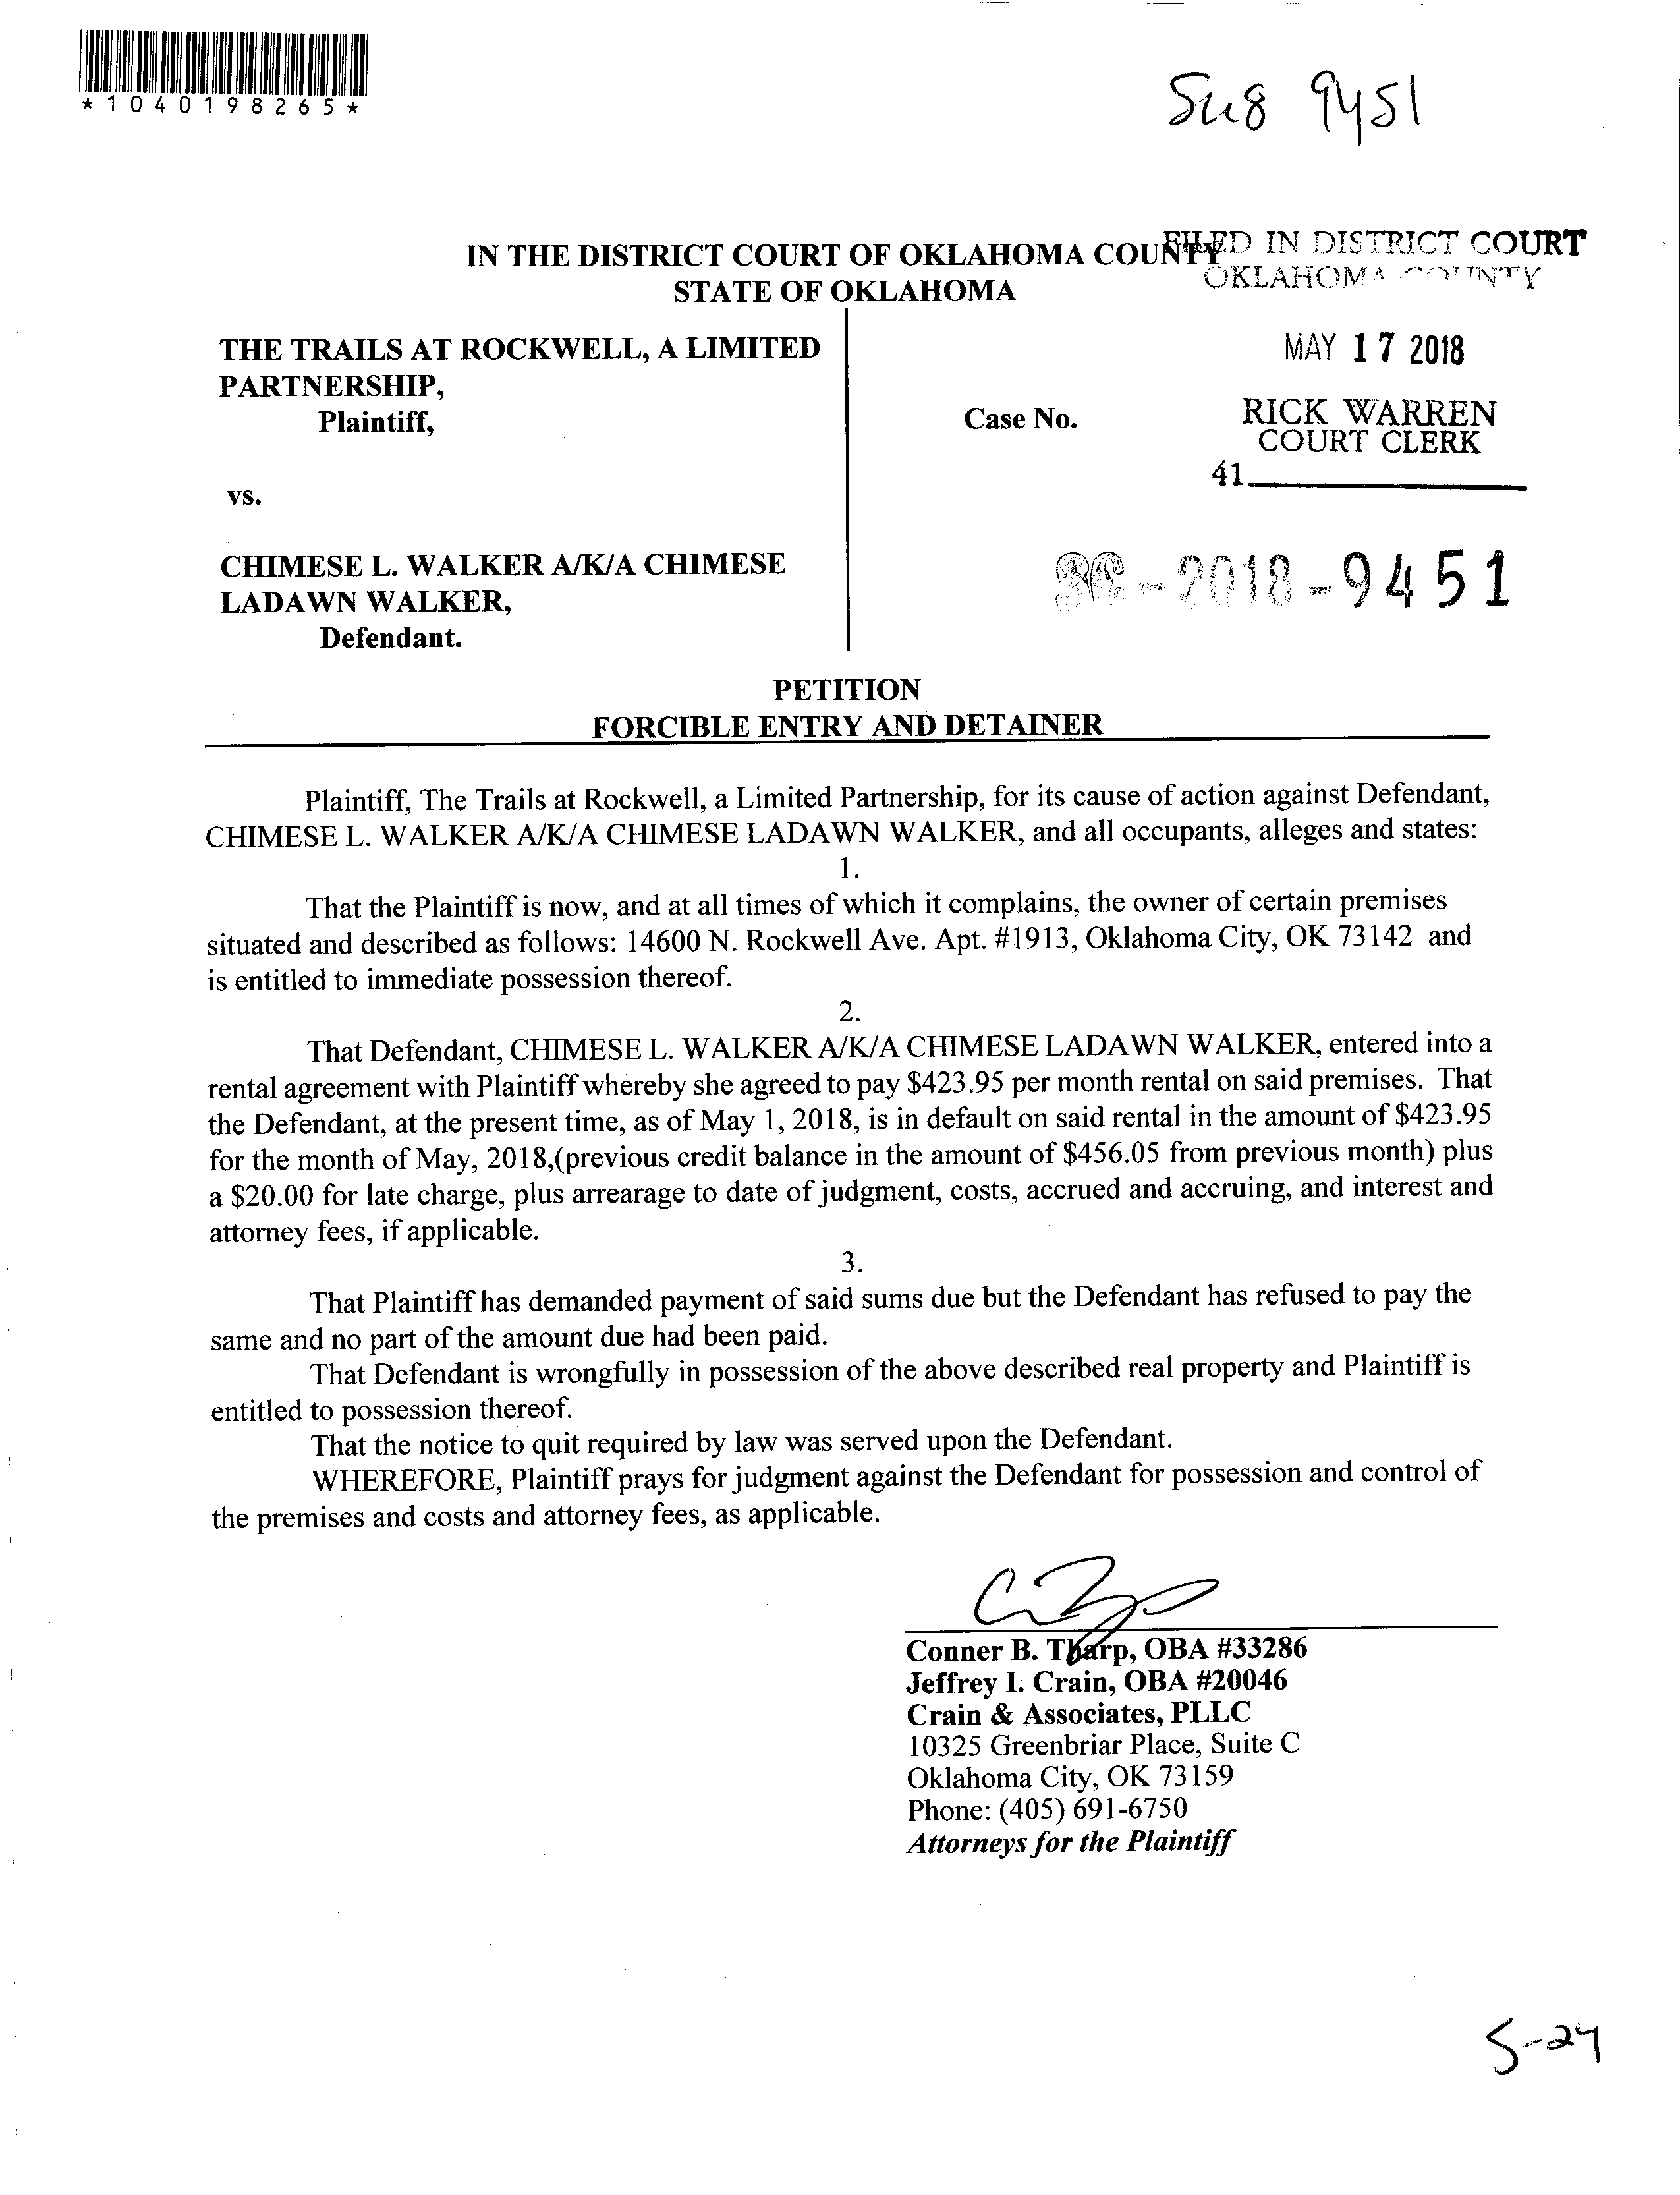 *1040198265*
9451
IN THE DISTRICT COURT OF OKLAHOMA COUNTY
STATE OF OKLAHOMA
FILED IN DISTRICT COURT
OKLAHOMA COUNTY
THE TRAILS AT ROCKWELL, A LIMITED
PARTNERSHIP,
Plaintiff,
vs.
CHIMESE L. WALKER A/K/A CHIMESE
LADAWN WALKER,
Defendant.
MAY 17 2018
Case No.
RICK WARREN
COURT CLERK
41
SC-2018-9451
PETITION
FORCIBLE ENTRY AND DETAINER
Plaintiff, The Trails at Rockwell, a Limited Partnership, for its cause of action against Defendant,
CHIMESE L. WALKER A/K/A CHIMESE LADAWN WALKER, and all occupants, alleges and states:
1.
That the Plaintiff is now, and at all times of which it complains, the owner of certain premises
situated and described as follows: 14600 N. Rockwell Ave. Apt. #1913, Oklahoma City, OK 73142 and
is entitled to immediate possession thereof.
2.
That Defendant, CHIMESE L. WALKER A/K/A CHIMESE LADAWN WALKER, entered into a
rental agreement with Plaintiff whereby she agreed to pay $423.95 per month rental on said premises. That
the Defendant, at the present time, as of May 1, 2018, is in default on said rental in the amount of $423.95
for the month of May, 2018,(previous credit balance in the amount of $456.05 from previous month) plus
a $20.00 for late charge, plus arrearage to date of judgment, costs, accrued and accruing, and interest and
attorney fees, if applicable.
3.
That Plaintiff has demanded payment of said sums due but the Defendant has refused to pay the
same and no part of the amount due had been paid.
That Defendant is wrongfully in possession of the above described real property and Plaintiff is
entitled to possession thereof.
That the notice to quit required by law was served upon the Defendant.
WHEREFORE, Plaintiff prays for judgment against the Defendant for possession and control of
the premises and costs and attorney fees, as applicable.
Conner B. Tharp, OBA #33286
Jeffrey I. Crain, OBA #20046
Crain & Associates, PLLC
10325 Greenbriar Place, Suite C
Oklahoma City, OK 73159
Phone: (405) 691-6750
Attorneys for the Plaintiff
5-24